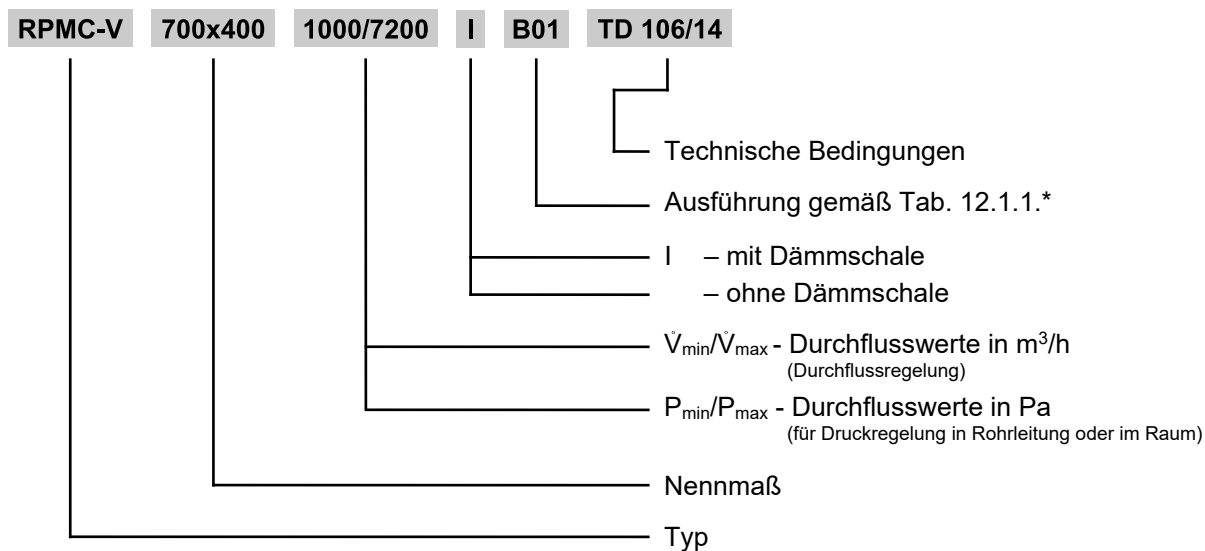 RPMC-V 700x400 1000/7200 I B01 TD 106/14
Technische Bedingungen
Ausführung gemäß Tab. 12.1.1.*
I – mit Dämmschale
– ohne Dämmschale
V̊min/V̊max - Durchflusswerte in m³/h
(Durchflussregelung)
Pmin/Pmax - Durchflusswerte in Pa
(für Druckregelung in Rohrleitung oder im Raum)
Nennmaß
Typ